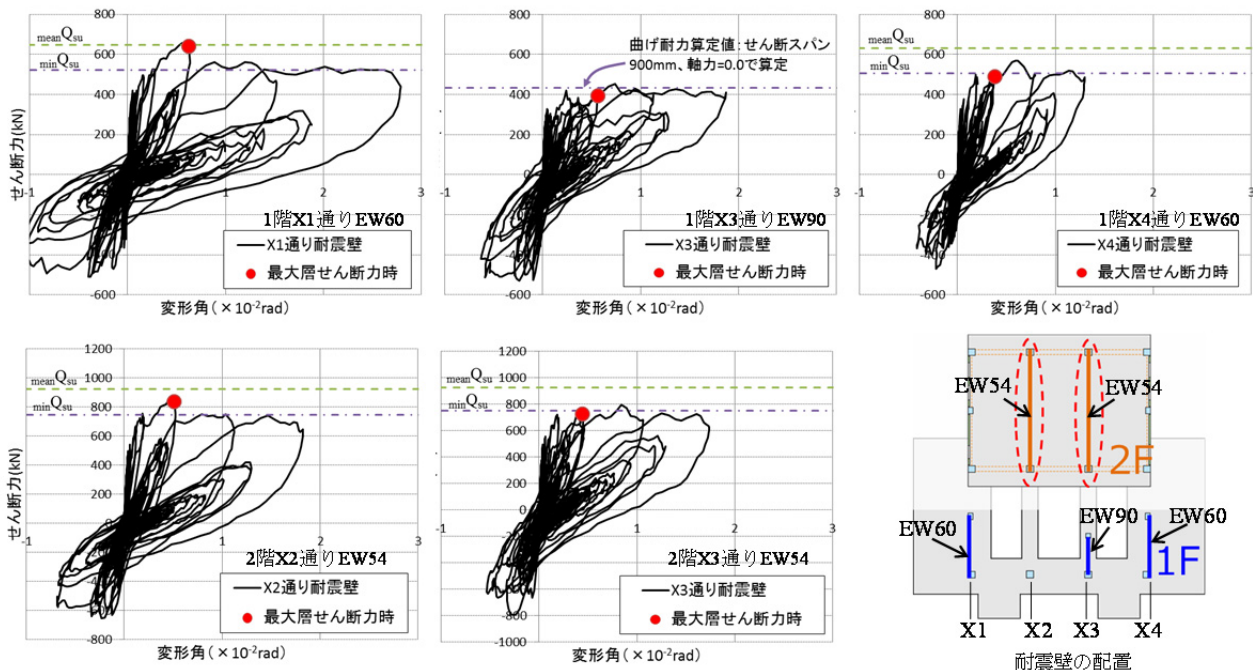 800
600
400
200
0
-200
-400
-600
-1
1
2
3
meanQsu
minQsu
せん断力(kN)
1階X1通りEW60
X1通り耐震壁
最大層せん断力時
変形角(×10-2rad)
800
600
400
200
0
-200
-400
-600
-1
0
1
2
3
曲げ耐力算定値:せん断スパン
900mm、軸力=0.0で算定
1階X3通りEW90
X3通り耐震壁
最大層せん断力時
変形角(×10-2rad)
800
600
400
200
0
-200
-400
-600
-1
0
1
2
3
meanQsu
minQsu
1階X4通りEW60
X4通り耐震壁
最大層せん断力時
変形角(×10-2rad)
1200
1000
800
600
400
200
0
-200
-400
-600
-800
-1
1
2
3
meanQsu
minQsu
せん断力(kN)
2階X2通りEW54
X2通り耐震壁
最大層せん断力時
変形角(×10-2rad)
1200
1000
800
600
400
200
0
-400
-600
-800
-1000
-1
1
2
3
meanQsu
minQsu
2階X3通りEW54
X3通り耐震壁
最大層せん断力時
変形角(×10-2rad)
EW54
EW54
2F
EW60
EW90
EW60
1F
X1
X2
X3
X4
耐震壁の配置